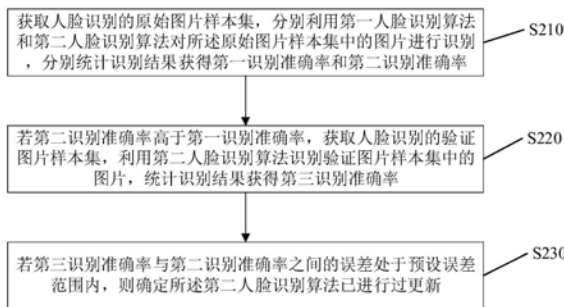 获取人脸识别的原始图片样本集，分别利用第一人脸识别算法
和第二人脸识别算法对所述原始图片样本集中的图片进行识别
，分别统计识别结果获得第一识别准确率和第二识别准确率
S210
若第二识别准确率高于第一识别准确率，获取人脸识别的验证
图片样本集，利用第二人脸识别算法识别验证图片样本集中的
图片，统计识别结果获得第三识别准确率
S220
若第三识别准确率与第二识别准确率之间的误差处于预设误差
范围内，则确定所述第二人脸识别算法已进行过更新
S230